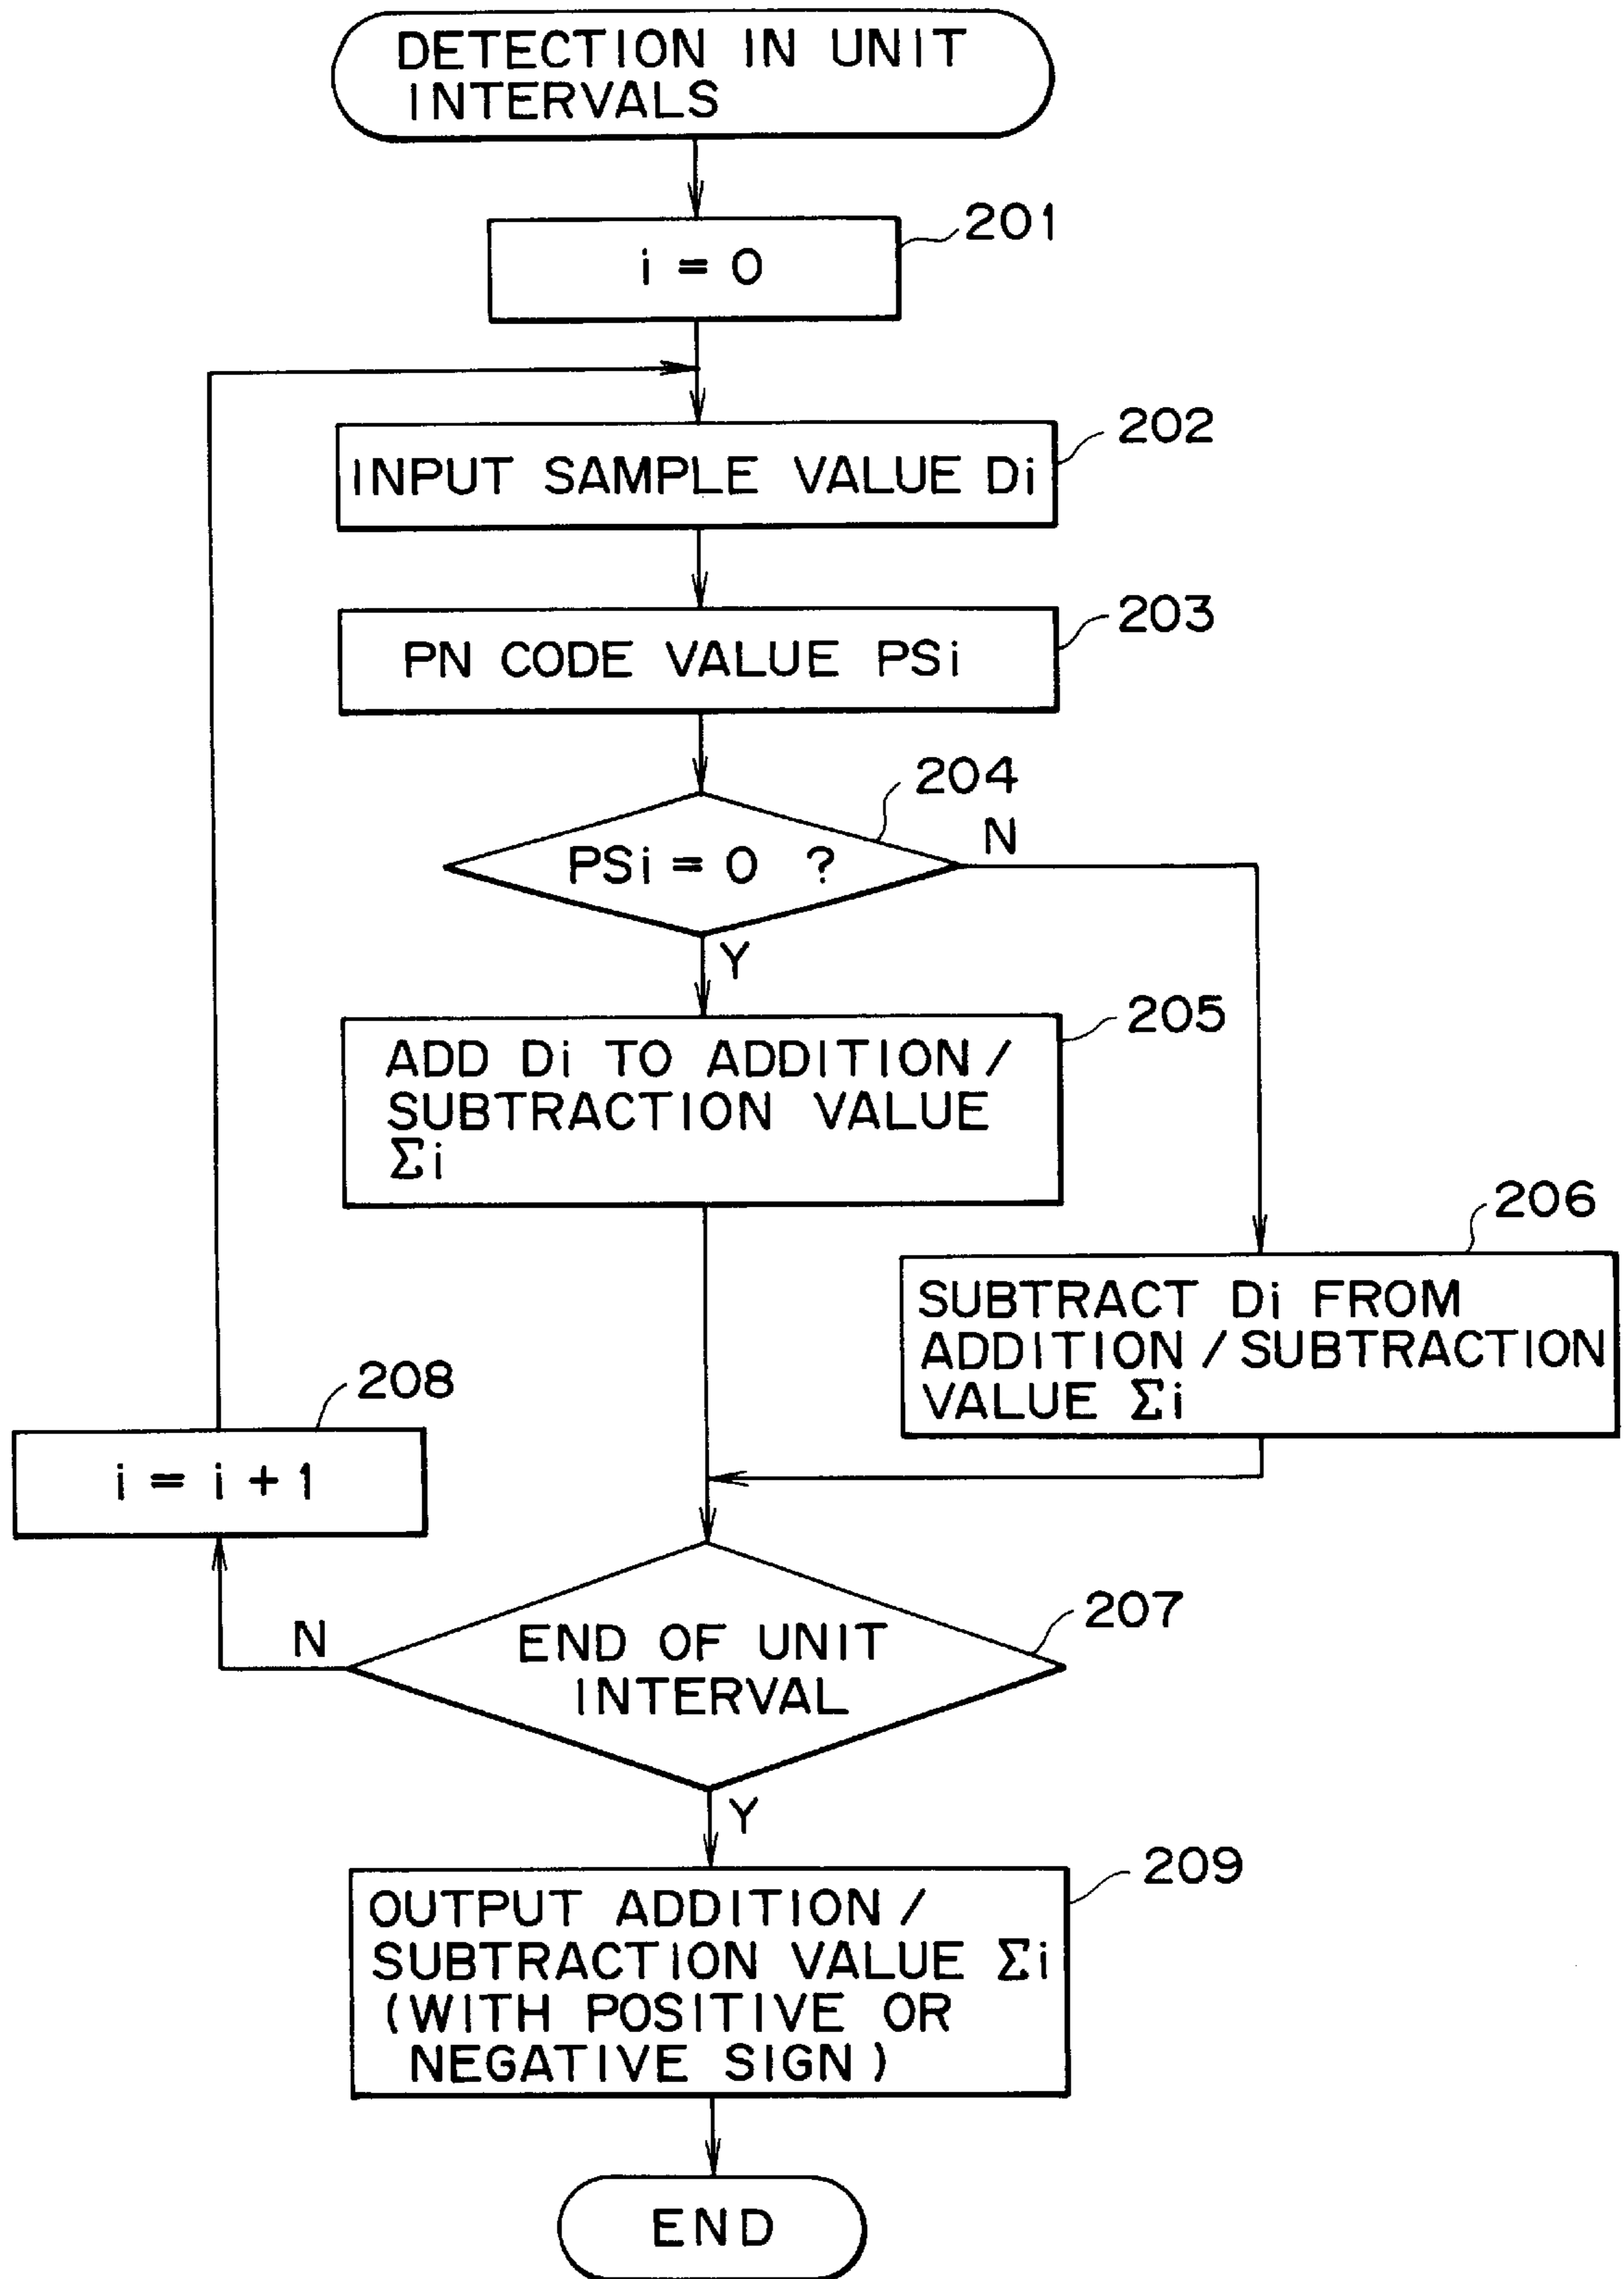 DETECTION IN UNIT
INTERVALS
201
i = 0
202
INPUT SAMPLE VALUE Di
203
PN CODE VALUE PSi
204
PSi = 0 ?
N
Y
205
ADD Di TO ADDITION /
SUBTRACTION VALUE
Σi
206
SUBTRACT Di FROM
ADDITION / SUBTRACTION
VALUE Σi
208
i = i + 1
207
N
END OF UNIT
INTERVAL
Y
209
OUTPUT ADDITION /
SUBTRACTION VALUE Σi
(WITH POSITIVE OR
NEGATIVE SIGN)
END